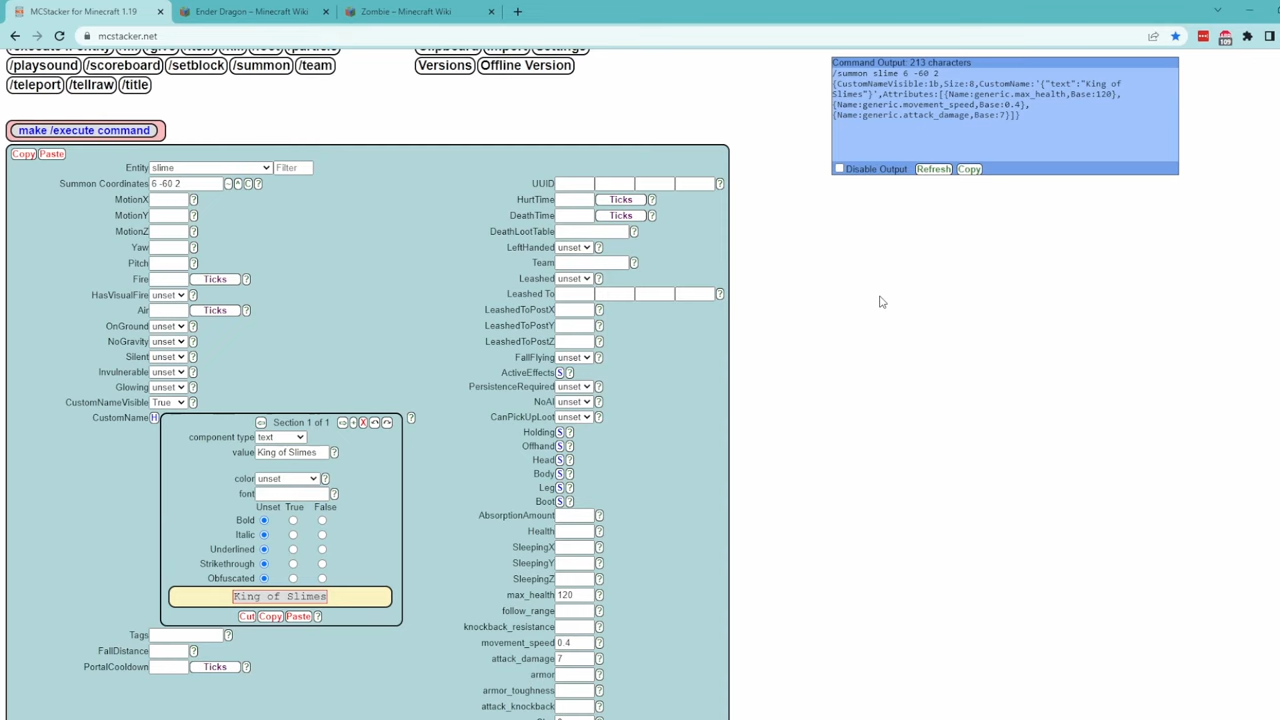 MCStacker for Minecraft 1.19
Ender Dragon – Minecraft Wiki
Zombie – Minecraft Wiki
mcstacker.net
109
/playsound /scoreboard /setblock /summon /team
/teleport /tellraw /title
Versions Offline Version
Command Output: 213 characters
/summon slime 6 -60 2
{CustomNameVisible:1b,Size:8,CustomName:'{"text":"King of
Slimes"}',Attributes:[{Name:generic.max_health,Base:120},
{Name:generic.movement_speed,Base:0.4},
{Name:generic.attack_damage,Base:7}]}
Disable Output Refresh Copy
make /execute command
Copy Paste
Entity slime Filter
Summon Coordinates 6 -60 2 ~ ^ C ?
MotionX ?
MotionY ?
MotionZ ?
Yaw ?
Pitch ?
Fire Ticks ?
HasVisualFire unset ?
Air Ticks ?
OnGround unset ?
NoGravity unset ?
Silent unset ?
Invulnerable unset ?
Glowing unset ?
CustomNameVisible True ?
CustomName H ?
Section 1 of 1 X
component type text
value King of Slimes ?
color unset ?
font ?
Unset True False
Bold
Italic
Underlined
Strikethrough
Obfuscated
King of Slimes
Cut Copy Paste ?
Tags ?
FallDistance ?
PortalCooldown Ticks ?
UUID ?
HurtTime Ticks ?
DeathTime Ticks ?
DeathLootTable ?
LeftHanded unset ?
Team ?
Leashed unset ?
Leashed To ?
LeashedToPostX ?
LeashedToPostY ?
LeashedToPostZ ?
FallFlying unset ?
ActiveEffects S ?
PersistenceRequired unset ?
NoAI unset ?
CanPickUpLoot unset ?
Holding S ?
Offhand S ?
Head S ?
Body S ?
Leg S ?
Boot S ?
AbsorptionAmount ?
Health ?
SleepingX ?
SleepingY ?
SleepingZ ?
max_health 120 ?
follow_range ?
knockback_resistance ?
movement_speed 0.4 ?
attack_damage 7 ?
armor ?
armor_toughness ?
attack_knockback ?